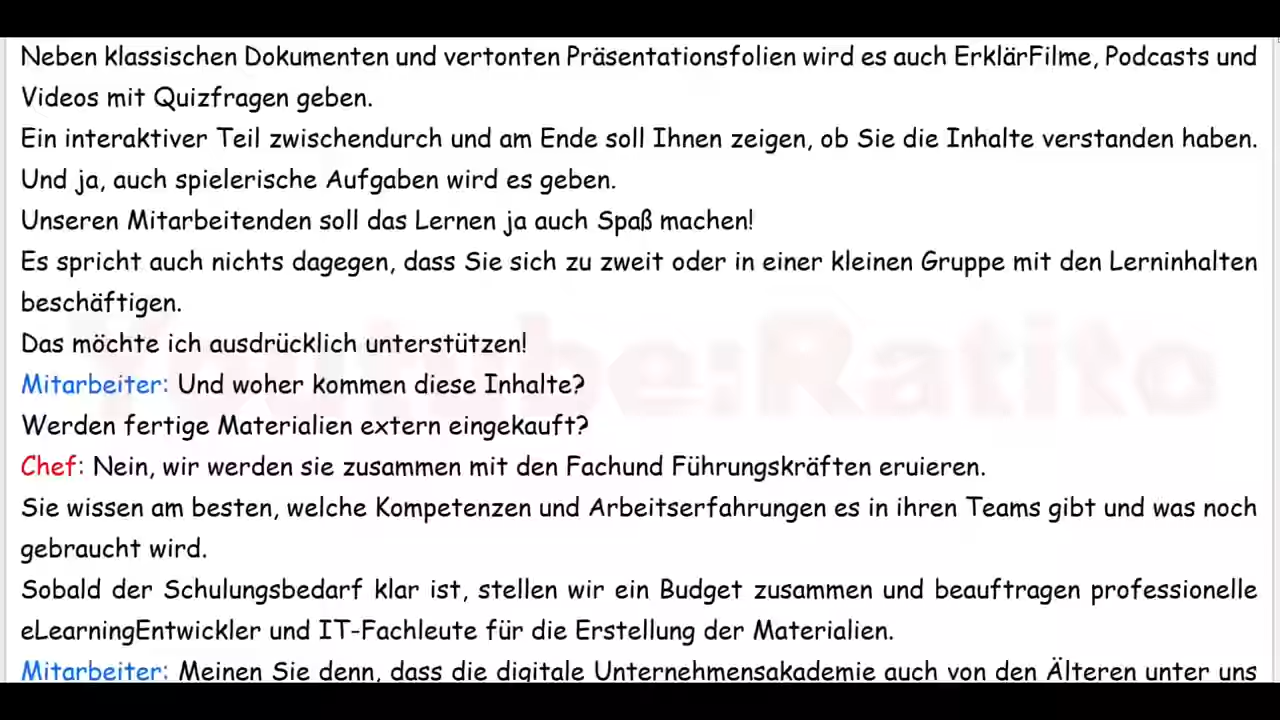 Neben klassischen Dokumenten und vertonten Präsentationsfolien wird es auch ErklärFilme, Podcasts und
Videos mit Quizfragen geben.
Ein interaktiver Teil zwischendurch und am Ende soll Ihnen zeigen, ob Sie die Inhalte verstanden haben.
Und ja, auch spielerische Aufgaben wird es geben.
Unseren Mitarbeitenden soll das Lernen ja auch Spaß machen!
Es spricht auch nichts dagegen, dass Sie sich zu zweit oder in einer kleinen Gruppe mit den Lerninhalten
beschäftigen.
Das möchte ich ausdrücklich unterstützen!
Youtube:Ratito
Mitarbeiter: Und woher kommen diese Inhalte?
Werden fertige Materialien extern eingekauft?
Chef: Nein, wir werden sie zusammen mit den Fachund Führungskräften eruieren.
Sie wissen am besten, welche Kompetenzen und Arbeitserfahrungen es in ihren Teams gibt und was noch
gebraucht wird.
Sobald der Schulungsbedarf klar ist, stellen wir ein Budget zusammen und beauftragen professionelle
eLearningEntwickler und IT-Fachleute für die Erstellung der Materialien.
Mitarbeiter: Meinen Sie denn, dass die digitale Unternehmensakademie auch von den Älteren unter uns